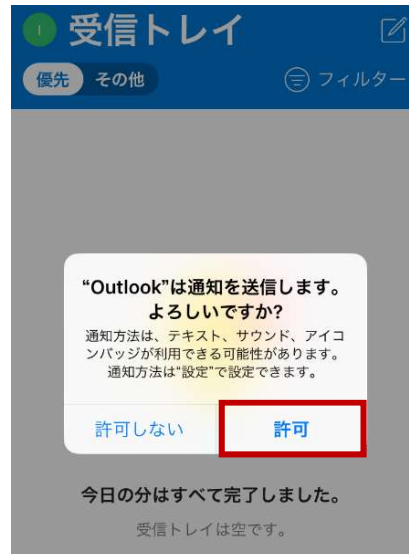 I 受信トレイ
優先 その他 フィルター
“Outlook”は通知を送信します。
よろしいですか?
通知方法は、テキスト、サウンド、アイコ
ンバッジが利用できる可能性があります。
通知方法は“設定”で設定できます。
許可しない 許可
今日の分はすべて完了しました。
受信トレイは空です。